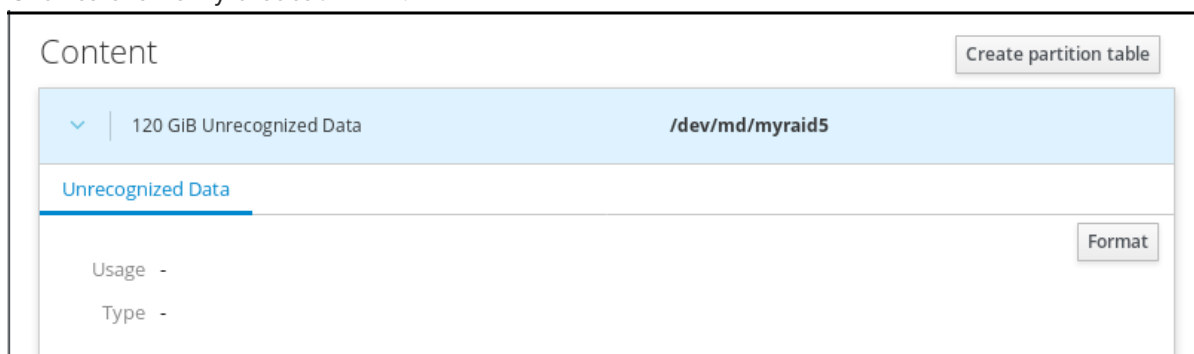 Content
Create partition table
120 GiB Unrecognized Data /dev/md/myraid5
Unrecognized Data
Format
Usage -
Type -